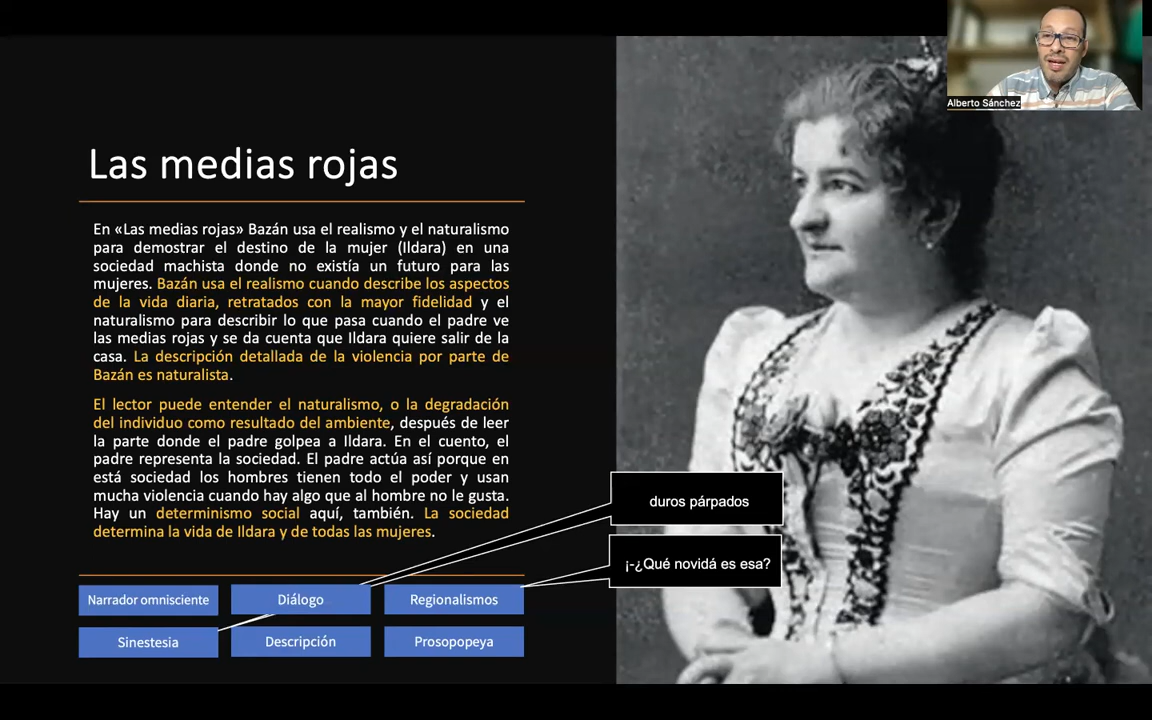 Alberto Sánchez
Las medias rojas
En «Las medias rojas» Bazán usa el realismo y el naturalismo
para demostrar el destino de la mujer (Ildara) en una
sociedad machista donde no existía un futuro para las
mujeres. Bazán usa el realismo cuando describe los aspectos
de la vida diaria, retratados con la mayor fidelidad y el
naturalismo para describir lo que pasa cuando el padre ve
las medias rojas y se da cuenta que Ildara quiere salir de la
casa. La descripción detallada de la violencia por parte de
Bazán es naturalista.
El lector puede entender el naturalismo, o la degradación
del individuo como resultado del ambiente, después de leer
la parte donde el padre golpea a Ildara. En el cuento, el
padre representa la sociedad. El padre actúa así porque en
está sociedad los hombres tienen todo el poder y usan
mucha violencia cuando hay algo que al hombre no le gusta.
Hay un determinismo social aquí, también. La sociedad
determina la vida de Ildara y de todas las mujeres.
duros párpados
¡-¿Qué novidá es esa?
Narrador omnisciente
Diálogo
Regionalismos
Sinestesia
Descripción
Prosopopeya